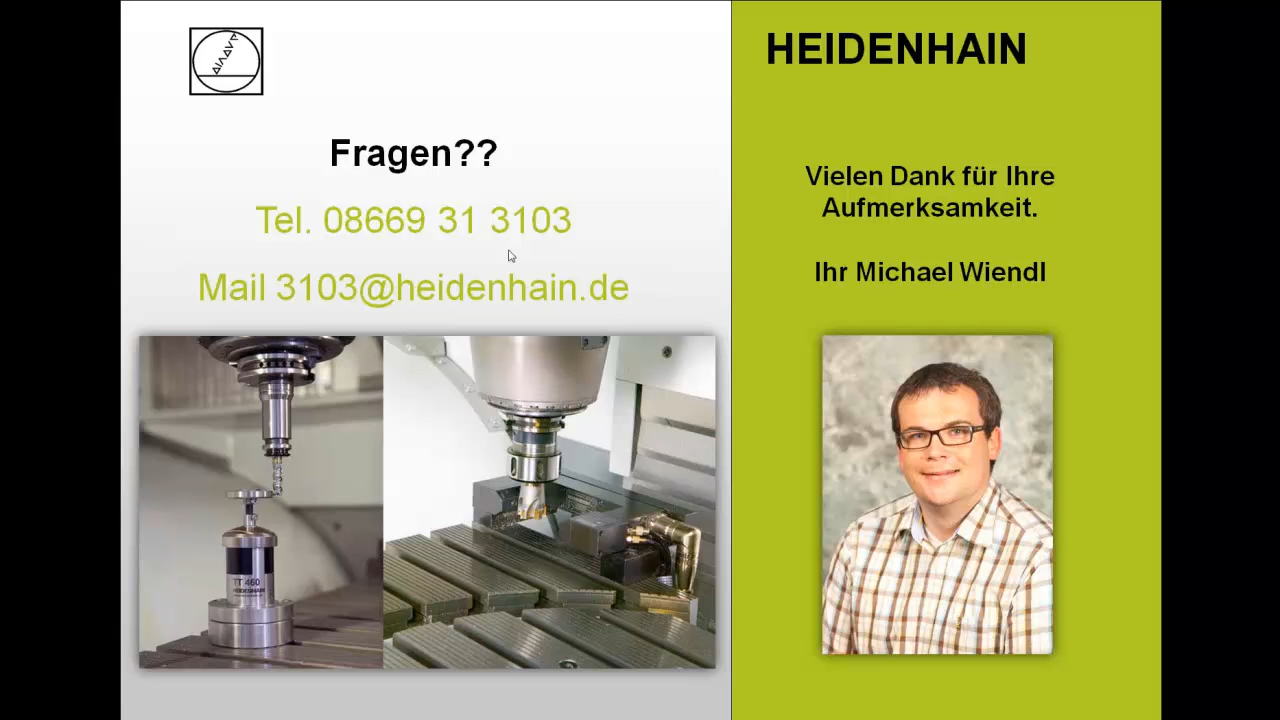 Fragen??
Tel. 08669 31 3103
Mail 3103@heidenhain.de
TT 460
HEIDENHAIN
HEIDENHAIN
Vielen Dank für Ihre
Aufmerksamkeit.
Ihr Michael Wiendl